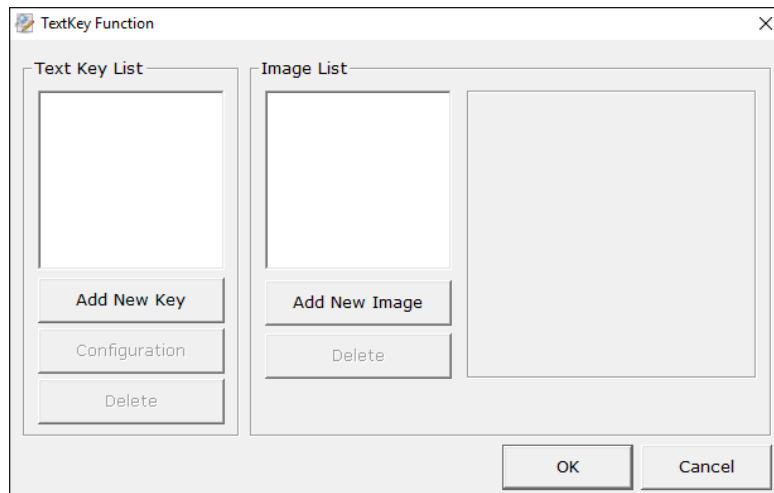 TextKey Function
Text Key List
Add New Key
Configuration
Delete
Image List
Add New Image
Delete
OK
Cancel